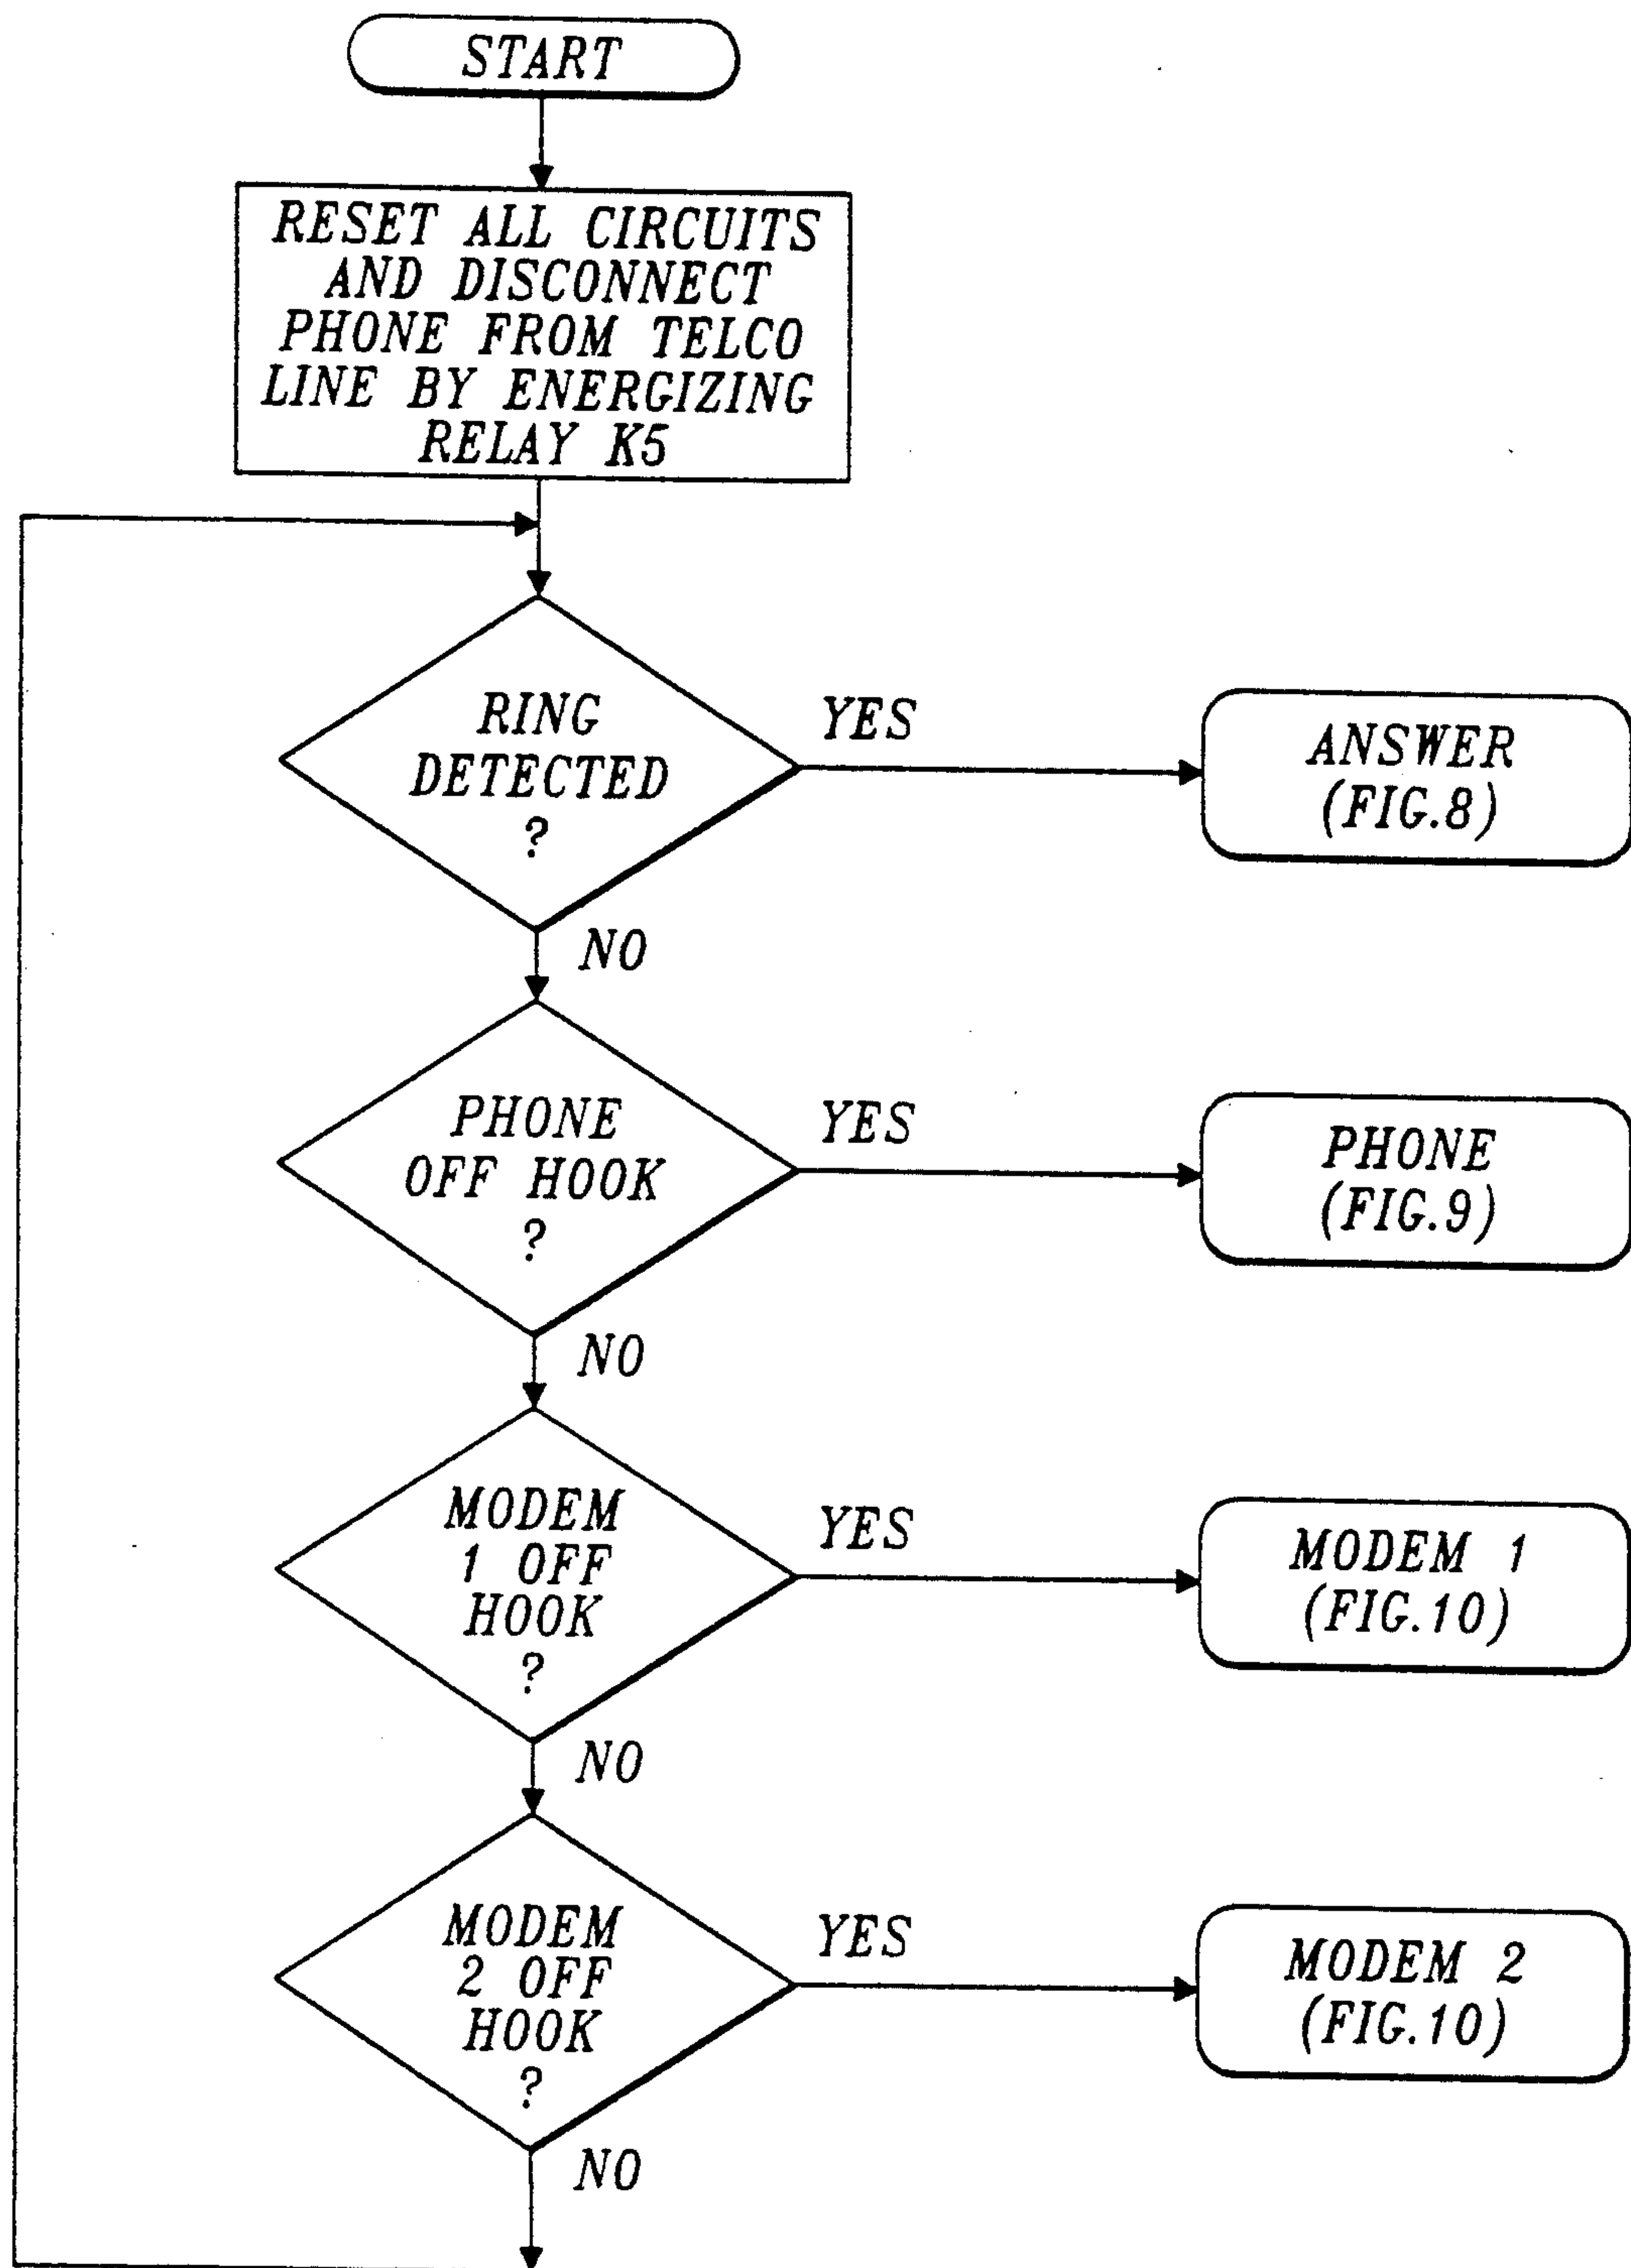 START
RESET ALL CIRCUITS
AND DISCONNECT
PHONE FROM TELCO
LINE BY ENERGIZING
RELAY K5
RING
DETECTED
?
YES
ANSWER
(FIG.8)
NO
PHONE
OFF HOOK
?
YES
PHONE
(FIG.9)
NO
MODEM
1 OFF
HOOK
?
YES
MODEM 1
(FIG.10)
NO
MODEM
2 OFF
HOOK
?
YES
MODEM 2
(FIG.10)
NO